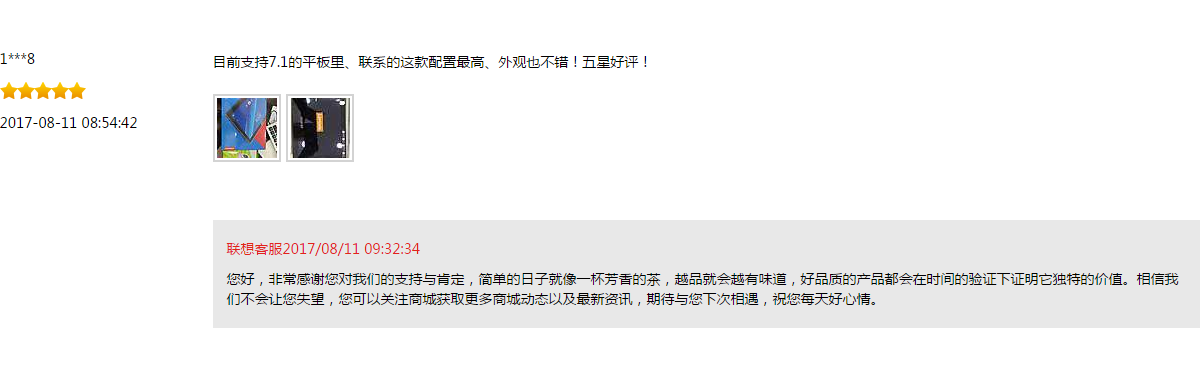 1***8
目前支持7.1的平板里、联系的这款配置最高、外观也不错！五星好评！
2017-08-11 08:54:42
联想客服2017/08/11 09:32:34
您好，非常感谢您对我们的支持与肯定，简单的日子就像一杯芳香的茶，越品就会越有味道，好品质的产品都会在时间的验证下证明它独特的价值。相信我
们不会让您失望，您可以关注商城获取更多商城动态以及最新资讯，期待与您下次相遇，祝您每天好心情。